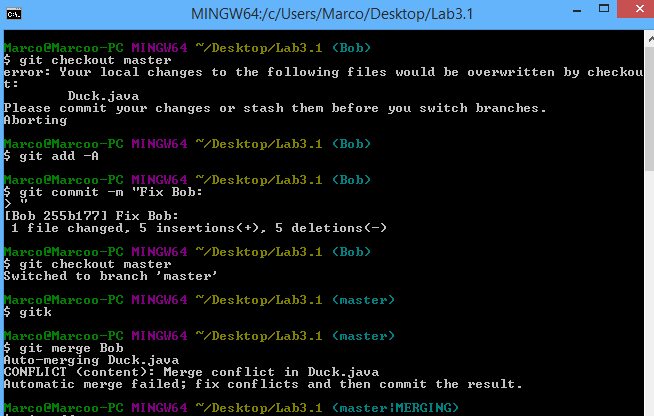 MINGW64:/c/Users/Marco/Desktop/Lab3.1
Marco@Marcoo-PC MINGW64 ~/Desktop/Lab3.1 (Bob)
$ git checkout master
error: Your local changes to the following files would be overwritten by checkou
t:
Duck.java
Please commit your changes or stash them before you switch branches.
Aborting
Marco@Marcoo-PC MINGW64 ~/Desktop/Lab3.1 (Bob)
$ git add -A
Marco@Marcoo-PC MINGW64 ~/Desktop/Lab3.1 (Bob)
$ git commit -m "Fix Bob:
> "
[Bob 255b177] Fix Bob:
1 file changed, 5 insertions(+), 5 deletions(-)
Marco@Marcoo-PC MINGW64 ~/Desktop/Lab3.1 (Bob)
$ git checkout master
Switched to branch 'master'
Marco@Marcoo-PC MINGW64 ~/Desktop/Lab3.1 (master)
$ gitk
Marco@Marcoo-PC MINGW64 ~/Desktop/Lab3.1 (master)
$ git merge Bob
Auto-merging Duck.java
CONFLICT (content): Merge conflict in Duck.java
Automatic merge failed; fix conflicts and then commit the result.
Marco@Marcoo-PC MINGW64 ~/Desktop/Lab3.1 (master|MERGING)